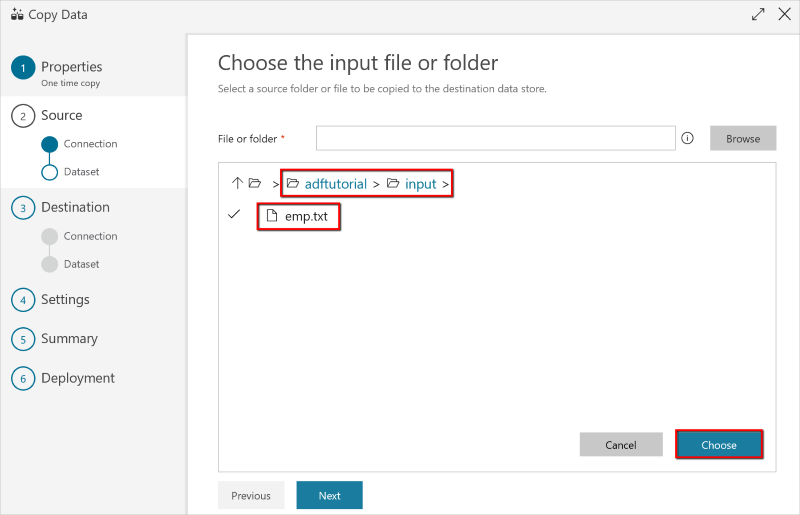 Copy Data
1 Properties
One time copy
2 Source
Connection
Dataset
3 Destination
Connection
Dataset
4 Settings
5 Summary
6 Deployment
Choose the input file or folder
Select a source folder or file to be copied to the destination data store.
File or folder * Browse
> adftutorial > input >
emp.txt
Cancel Choose
Previous Next